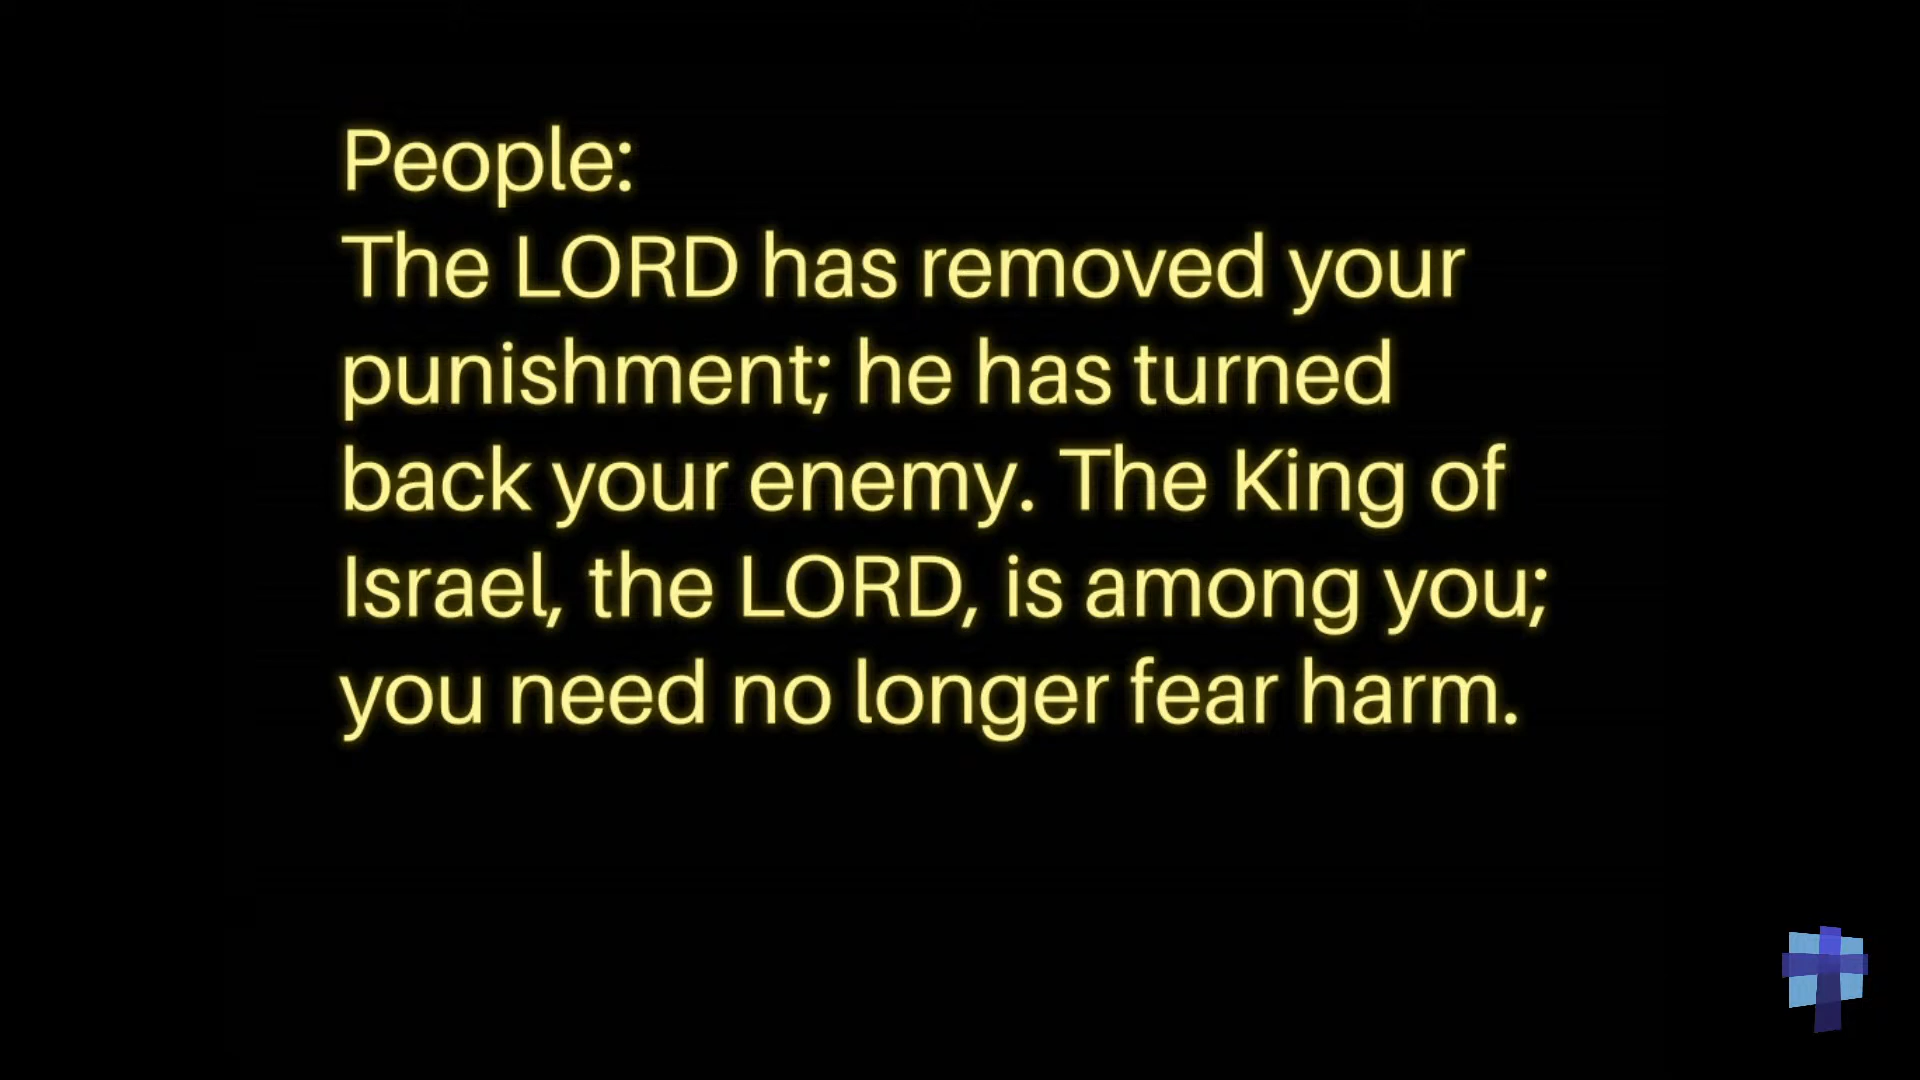 People:
The LORD has removed your
punishment; he has turned
back your enemy. The King of
Israel, the LORD, is among you;
you need no longer fear harm.